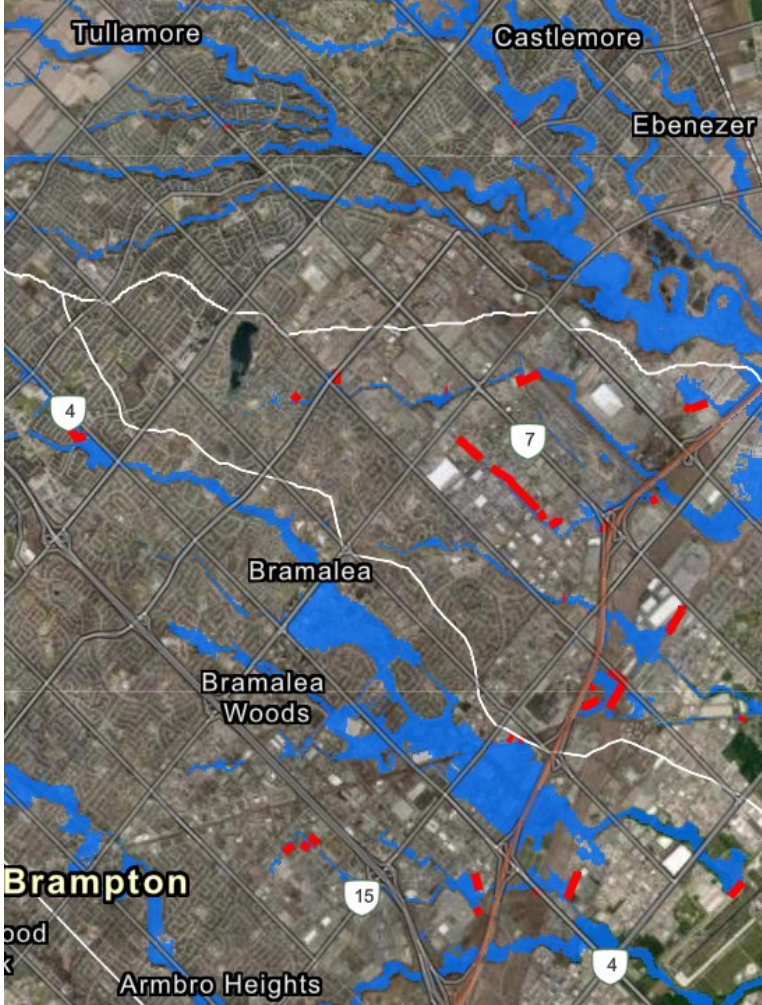 Tullamore
Castlemore
Ebenezer
4
7
Bramalea
Bramalea
Woods
Brampton
15
ood
k
4
Armbro Heights